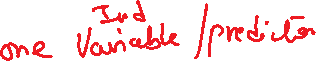 Ind
one Variable / predictor